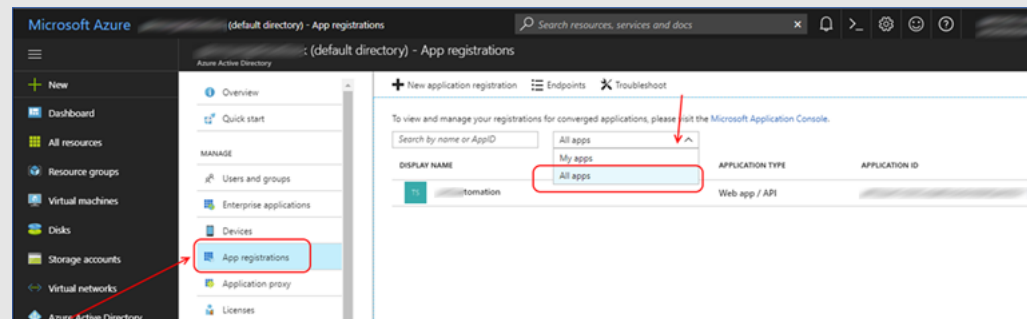 Microsoft Azure (default directory) - App registrations Search resources, services and docs
(default directory) - App registrations
Azure Active Directory
New
Dashboard
All resources
Resource groups
Virtual machines
Disks
Storage accounts
Virtual networks
Azure Active Directory
Overview
Quick start
MANAGE
Users and groups
Enterprise applications
Devices
App registrations
Application proxy
Licenses
New application registration Endpoints Troubleshoot
To view and manage your registrations for converged applications, please visit the Microsoft Application Console.
Search by name or AppID All apps
My apps
All apps
DISPLAY NAME APPLICATION TYPE APPLICATION ID
TS tomation Web app / API